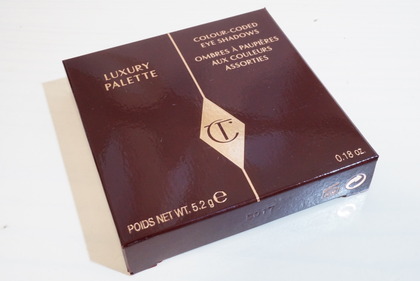 LUXURY
PALETTE
COLOUR-CODED
EYE SHADOWS
OMBRES À PAUPIÈRES
AUX COULEURS
ASSORTIES
CT
POIDS NET WT. 5.2 g e
0.18 oz.